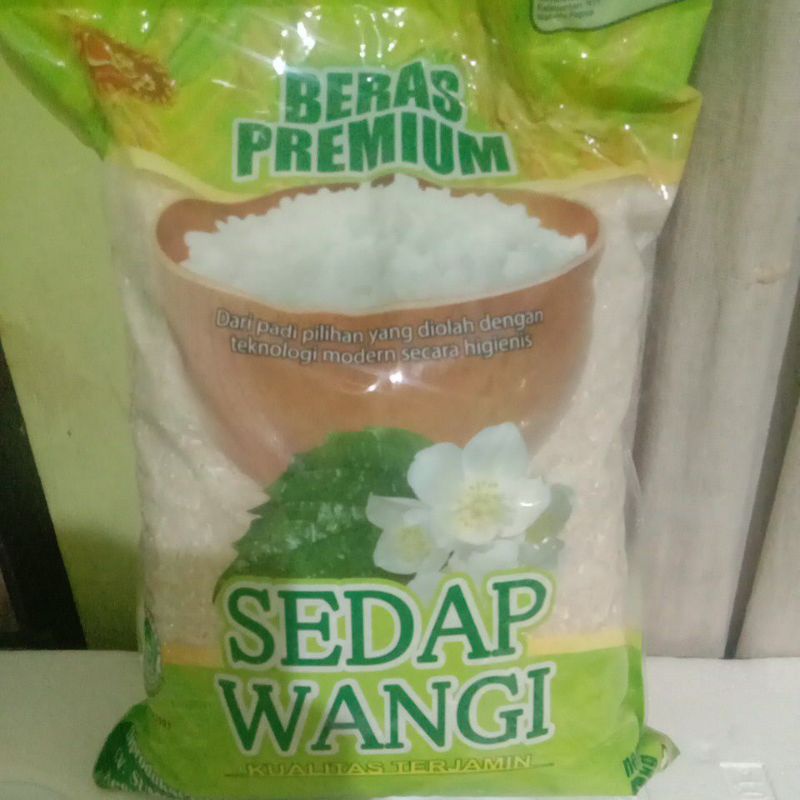 BERAS
PREMIUM
Dari padi pilihan yang diolah dengan
teknologi modern secara higienis
SEDAP
WANGI
KUALITAS TERJAMIN